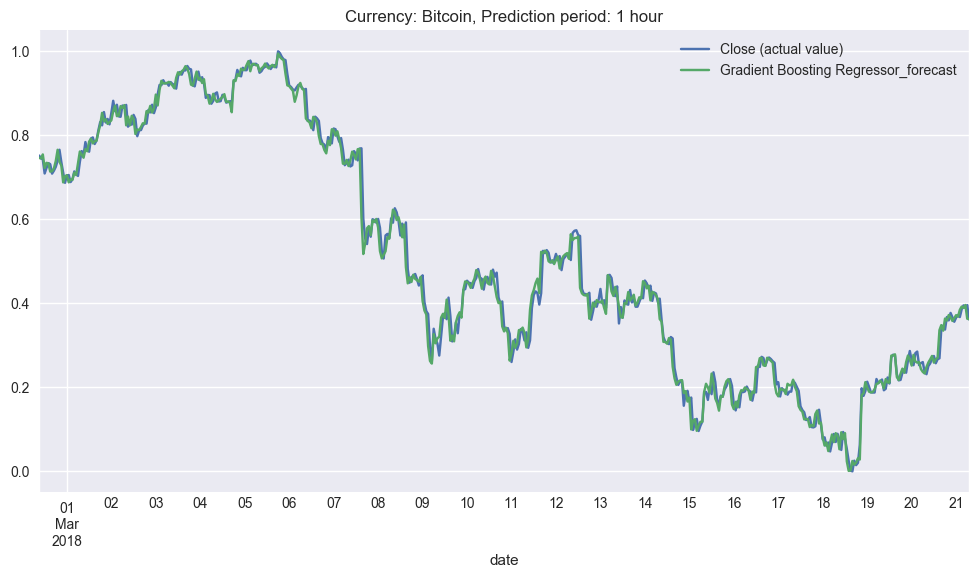 Currency: Bitcoin, Prediction period: 1 hour
Close (actual value)
Gradient Boosting Regressor_forecast
1.0
0.8
0.6
0.4
0.2
0.0
01 02 03 04 05 06 07 08 09 10 11 12 13 14 15 16 17 18 19 20 21
Mar
2018
date